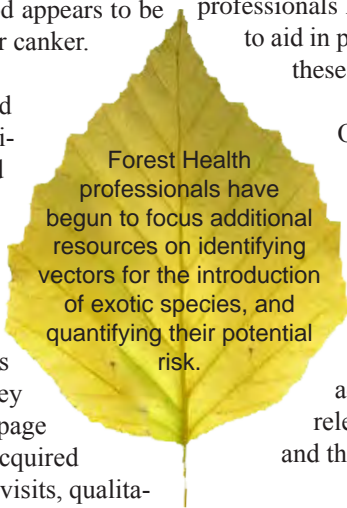 d appears to be
r canker.
d
i-
d
s
ey
page
cquired
visits, qualita-
Forest Health
professionals have
begun to focus additional
resources on identifying
vectors for the introduction
of exotic species, and
quantifying their potential
risk.
professionals
to aid in p
these
a
rele
and th